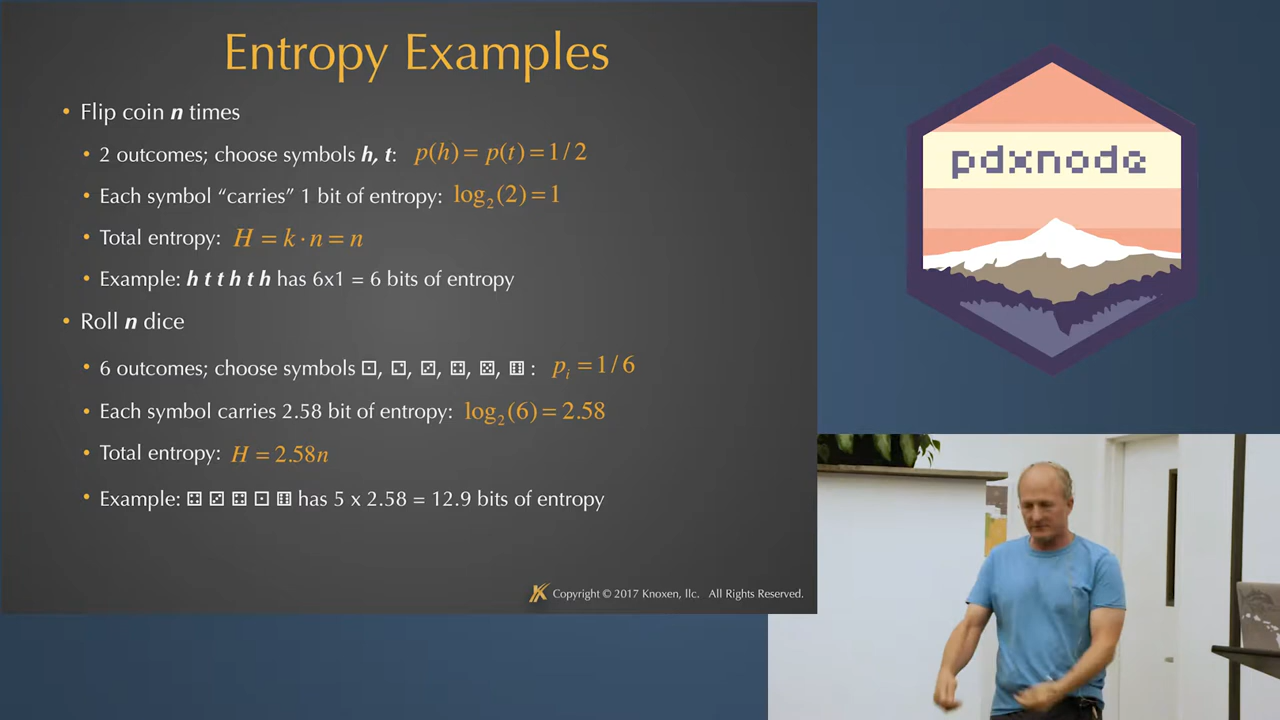 Entropy Examples
• Flip coin n times
• 2 outcomes; choose symbols h, t: p(h) = p(t) = 1/2
• Each symbol “carries” 1 bit of entropy: log₂(2) = 1
• Total entropy: H = k · n = n
• Example: h t t h t h has 6x1 = 6 bits of entropy
• Roll n dice
• 6 outcomes; choose symbols ⚀, ⚁, ⚂, ⚃, ⚄, ⚅ : pᵢ = 1/6
• Each symbol carries 2.58 bit of entropy: log₂(6) = 2.58
• Total entropy: H = 2.58n
• Example: ⚃ ⚂ ⚃ ⚀ ⚅ has 5 x 2.58 = 12.9 bits of entropy
Copyright © 2017 Knoxen, llc. All Rights Reserved.
pdxnode